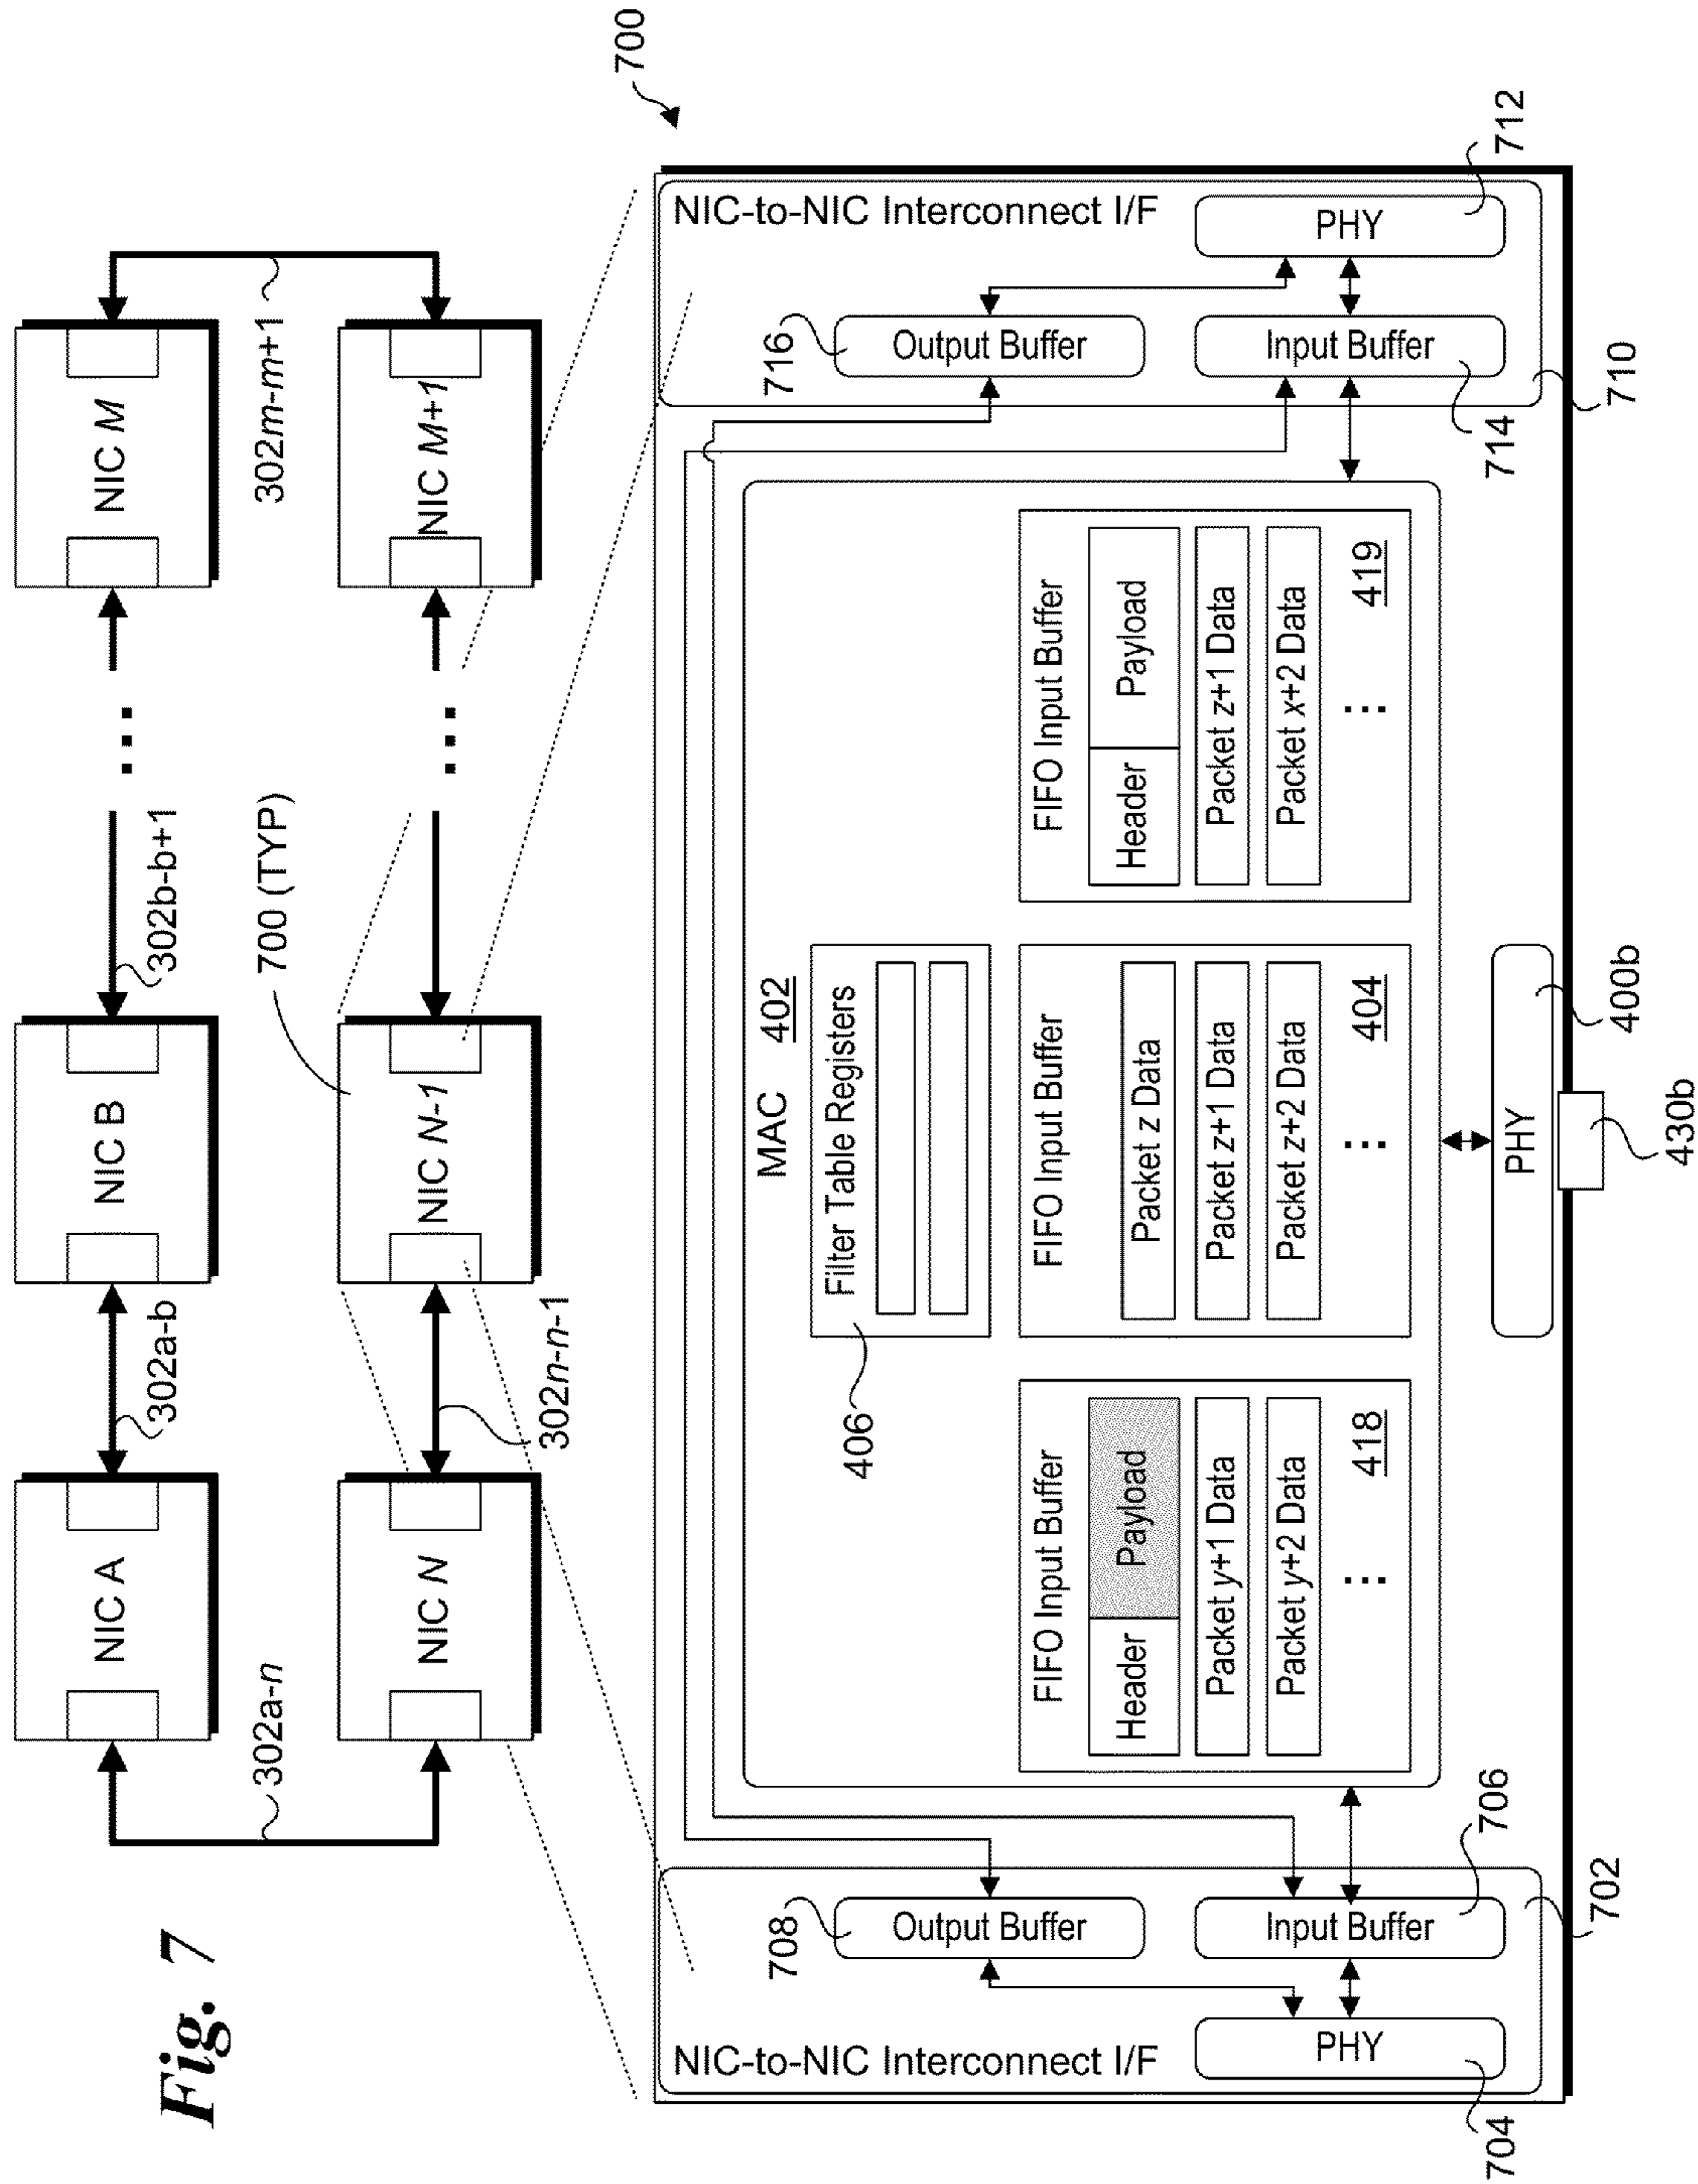 Fig. 7
302a-n
NIC A
302a-b
NIC B
302b-b+1
...
NIC M
302m-m+1
NIC N
302n-n-1
NIC N-1
700 (TYP)
...
NIC M+1
700
NIC-to-NIC Interconnect I/F
708
Output Buffer
Input Buffer
706
PHY
704
702
MAC 402
Filter Table Registers
406
FIFO Input Buffer
Header Payload
Packet y+1 Data
Packet y+2 Data
...
418
FIFO Input Buffer
Packet z Data
Packet z+1 Data
Packet z+2 Data
...
404
FIFO Input Buffer
Header Payload
Packet z+1 Data
Packet x+2 Data
...
419
PHY
400b
430b
NIC-to-NIC Interconnect I/F
716
Output Buffer
Input Buffer
714
PHY
712
710